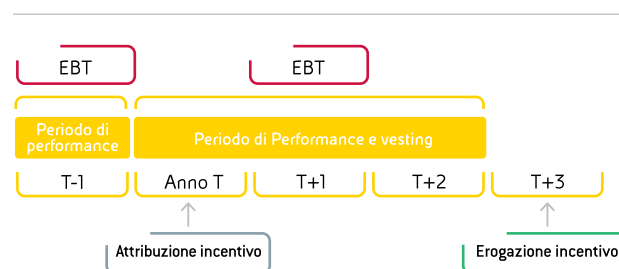 EBT EBT
Periodo di
performance
Periodo di Performance e vesting
T-1 Anno T T+1 T+2 T+3
Attribuzione incentivo Erogazione incentivo